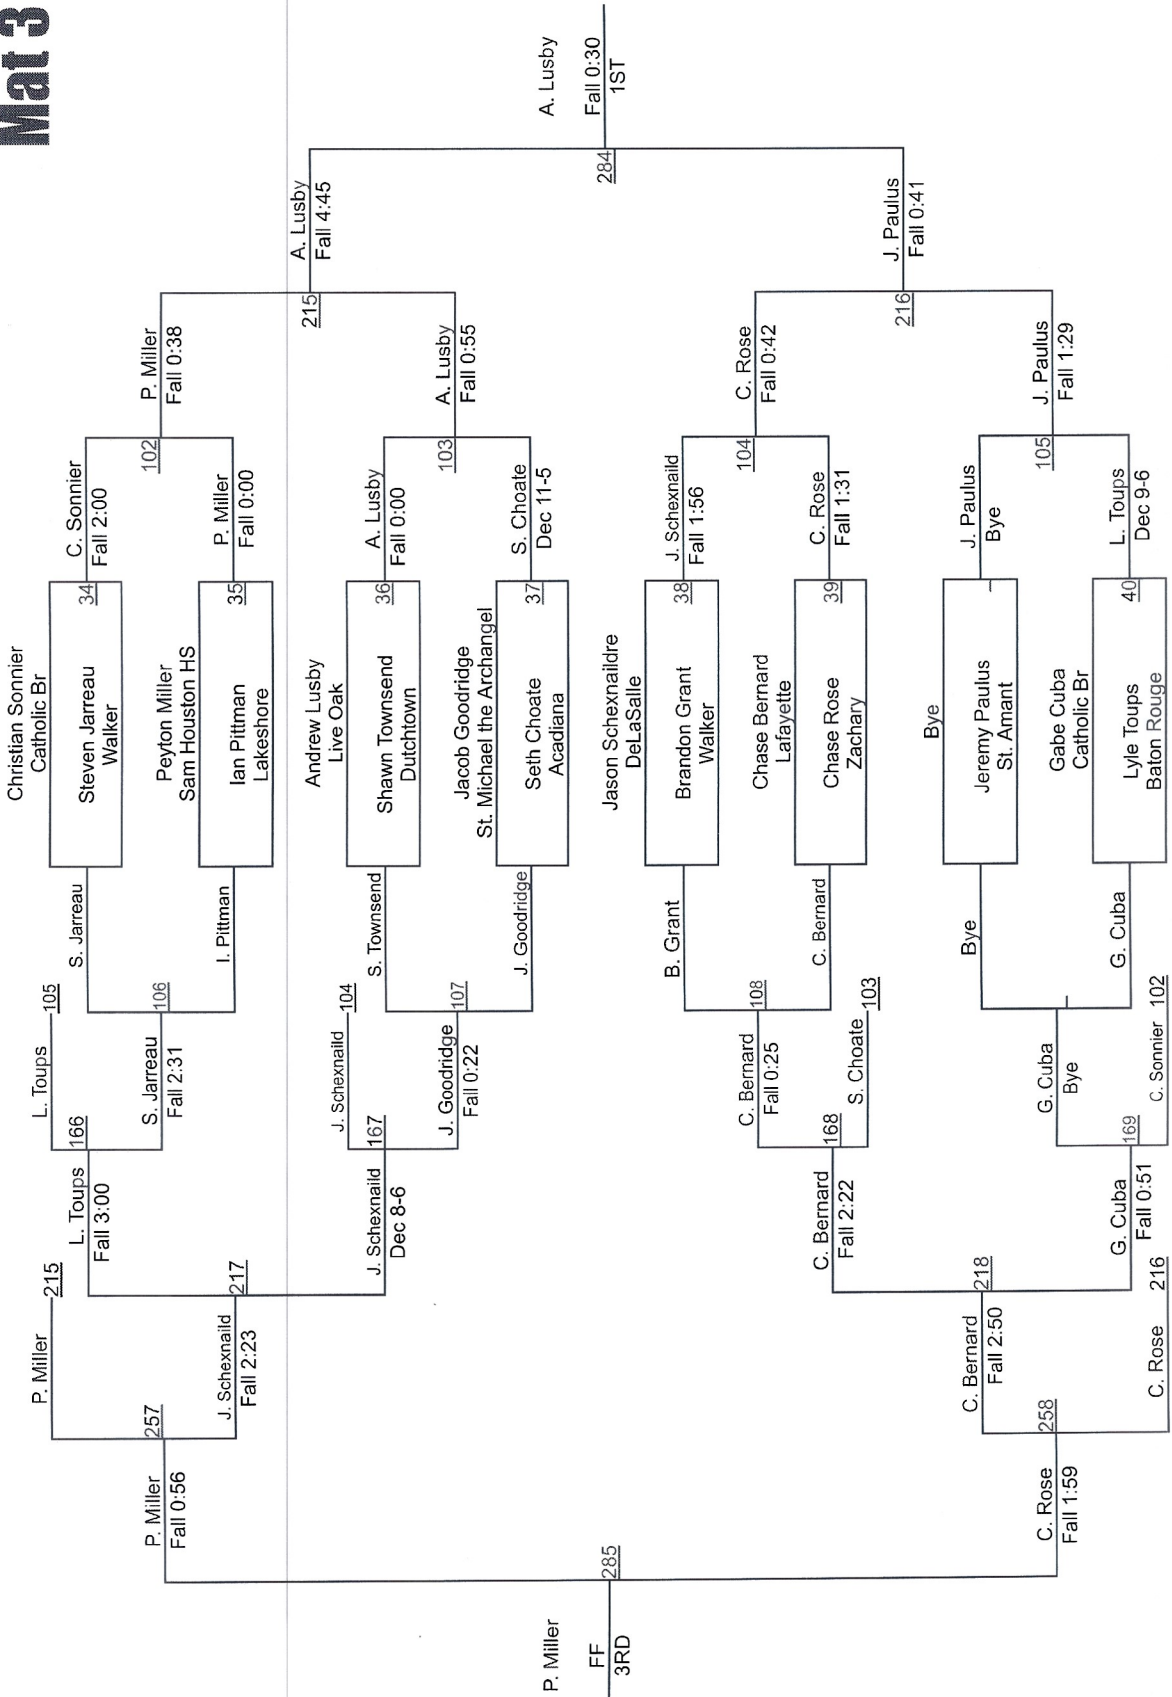 Mat 3
Christian Sonnier
Catholic Br
Steven Jarreau
Walker
34
Peyton Miller
Sam Houston HS
Ian Pittman
Lakeshore
35
Andrew Lusby
Live Oak
Shawn Townsend
Dutchtown
36
Jacob Goodridge
St. Michael the Archangel
Seth Choate
Acadiana
37
Jason Schexnaildre
DeLaSalle
Brandon Grant
Walker
38
Chase Bernard
Lafayette
Chase Rose
Zachary
39
Bye
Jeremy Paulus
St. Amant
Gabe Cuba
Catholic Br
Lyle Toups
Baton Rouge
40
C. Sonnier
Fall 2:00
102
P. Miller
Fall 0:00
A. Lusby
Fall 0:00
103
S. Choate
Dec 11-5
J. Schexnaild
Fall 1:56
104
C. Rose
Fall 1:31
J. Paulus
Bye
105
L. Toups
Dec 9-6
P. Miller
Fall 0:38
215
A. Lusby
Fall 0:55
C. Rose
Fall 0:42
216
J. Paulus
Fall 1:29
A. Lusby
Fall 4:45
284
J. Paulus
Fall 0:41
A. Lusby
Fall 0:30
1ST
S. Jarreau
106
I. Pittman
S. Townsend
107
J. Goodridge
B. Grant
108
C. Bernard
Bye
G. Cuba
L. Toups
105
166
S. Jarreau
Fall 2:31
J. Schexnaild
104
167
J. Goodridge
Fall 0:22
C. Bernard
Fall 0:25
168
S. Choate
103
G. Cuba
Bye
169
C. Sonnier
102
P. Miller
215
L. Toups
Fall 3:00
217
J. Schexnaild
Dec 8-6
C. Bernard
Fall 2:22
218
G. Cuba
Fall 0:51
C. Rose
216
257
J. Schexnaild
Fall 2:23
C. Bernard
Fall 2:50
258
P. Miller
Fall 0:56
285
C. Rose
Fall 1:59
P. Miller
FF
3RD